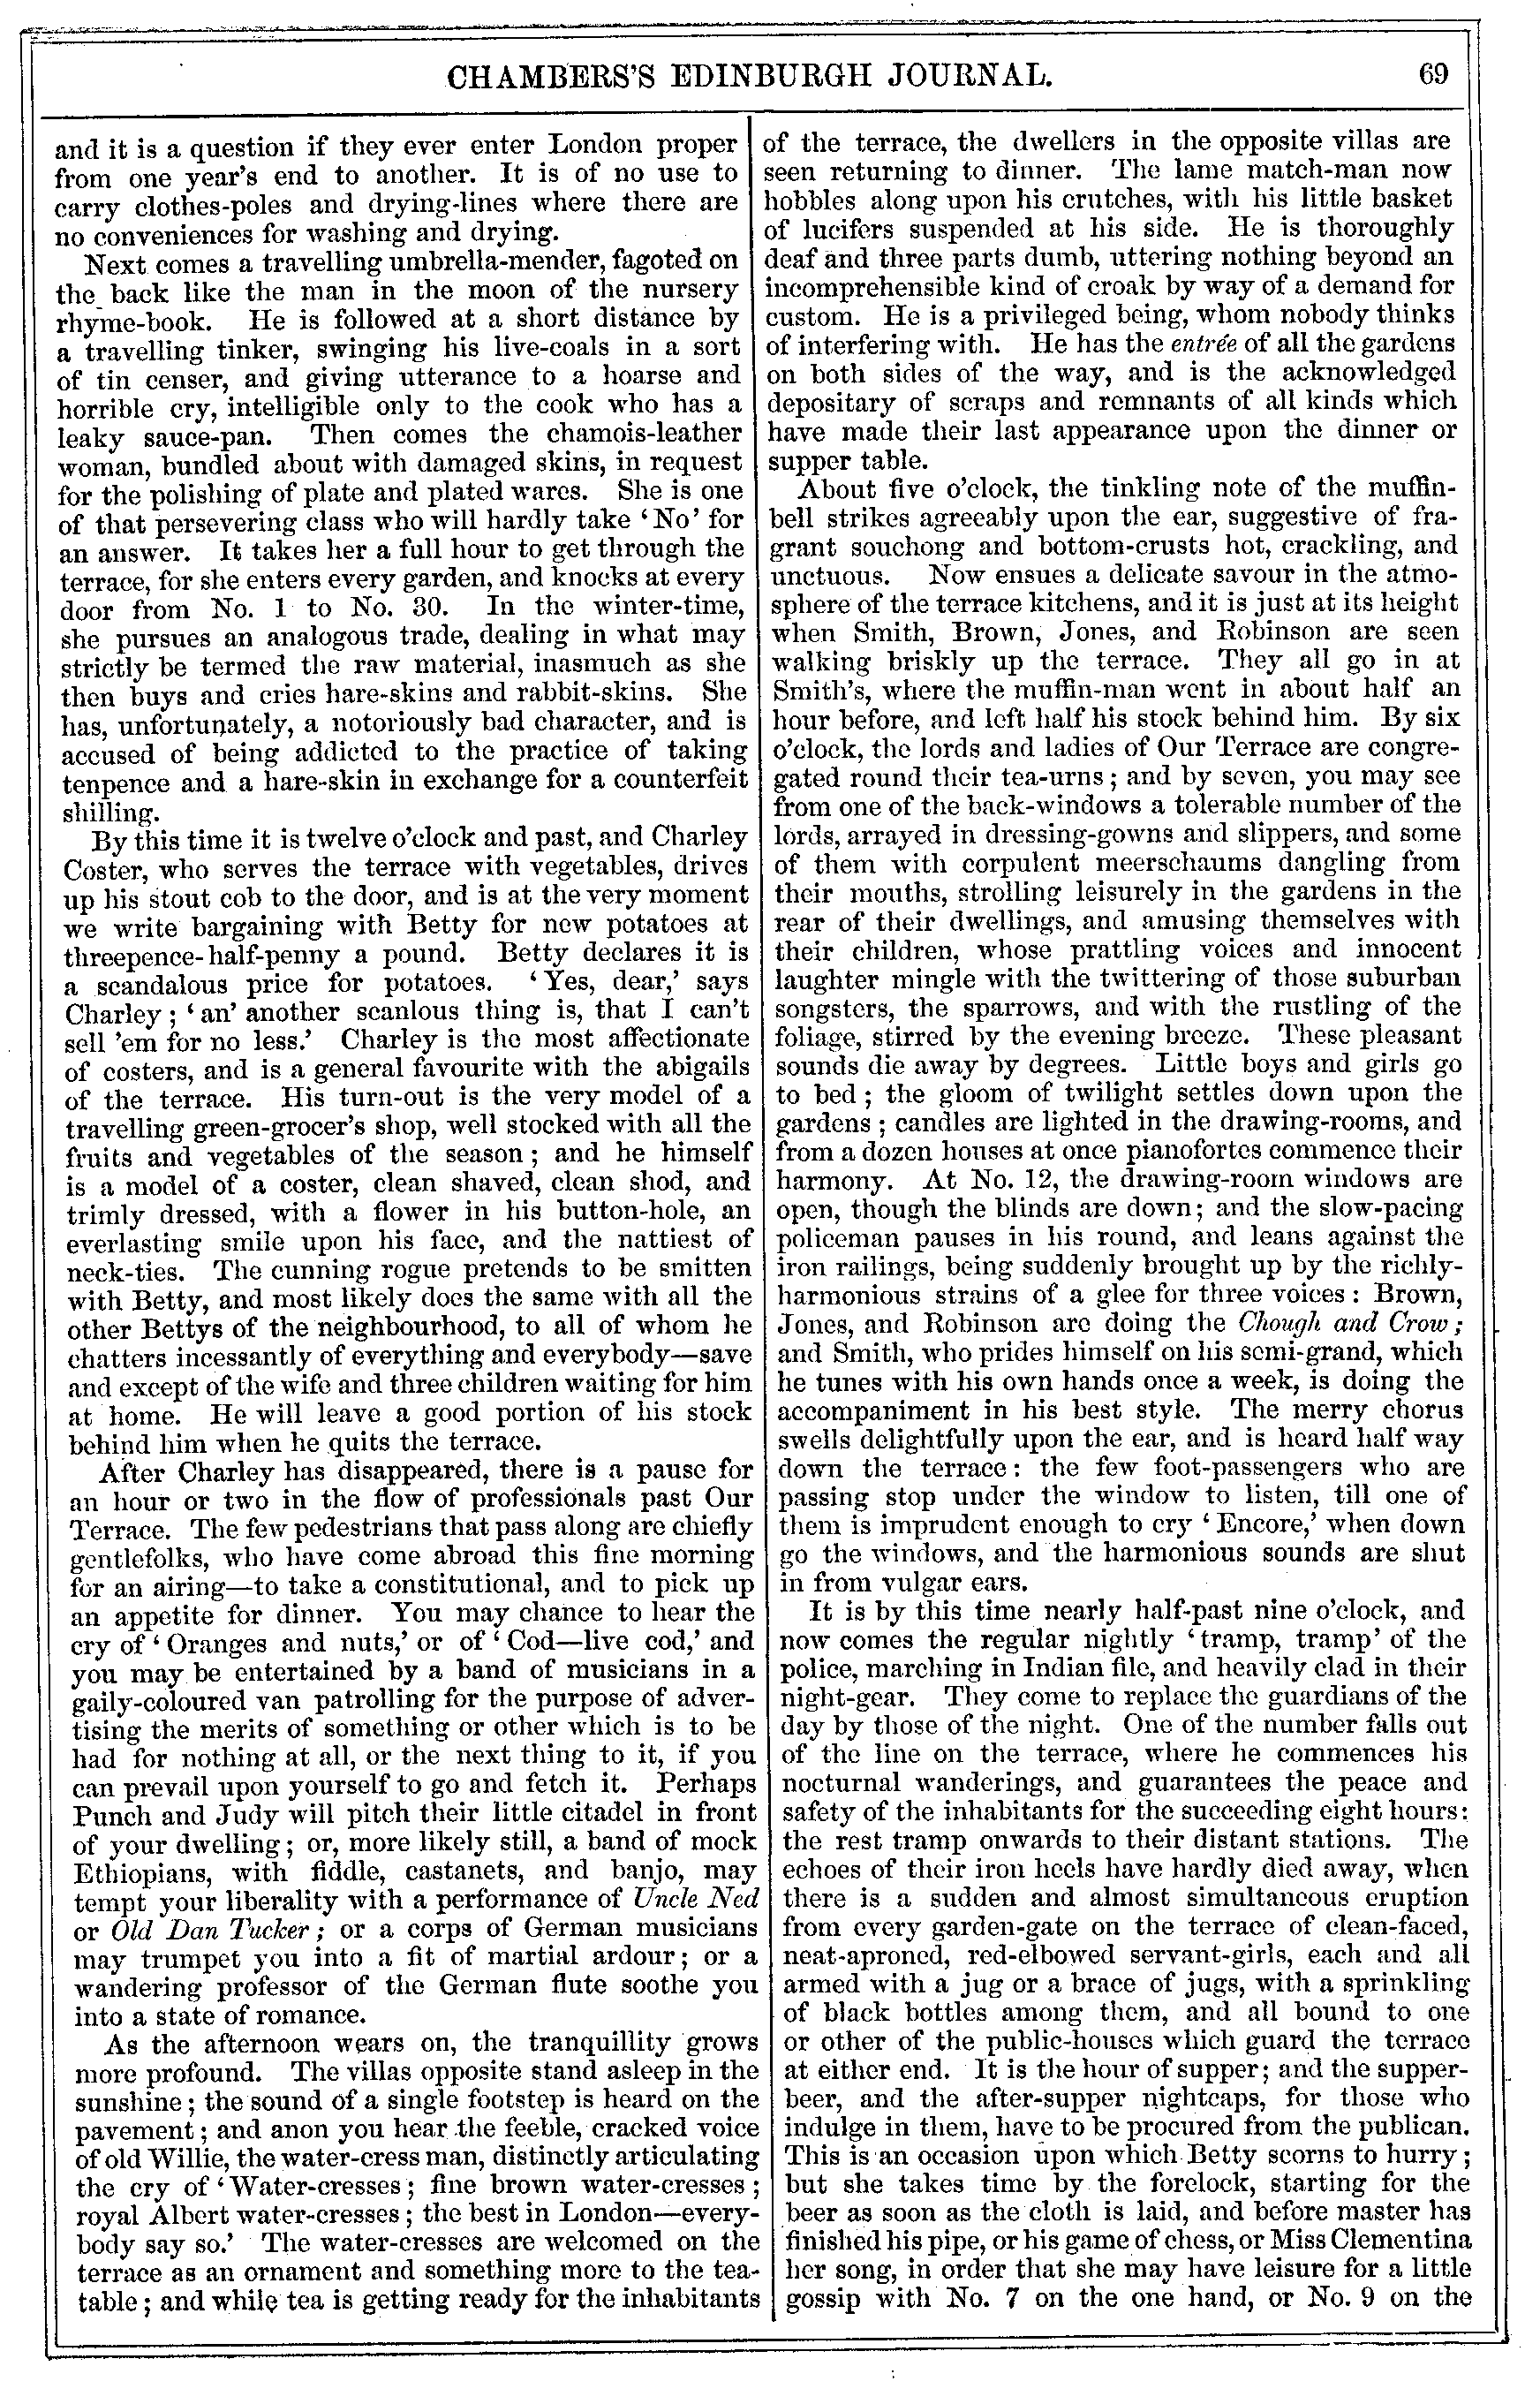 CHAMBERS'S EDINBURGH JOURNAL.
69
and it is a question if they ever enter London proper
from one year's end to another. It is of no use to
carry clothes-poles and drying-lines where there are
no conveniences for washing and drying.
Next comes a travelling umbrella-mender, fagoted on
the back like the man in the moon of the nursery
rhyme-book. He is followed at a short distance by
a travelling tinker, swinging his live-coals in a sort
of tin censer, and giving utterance to a hoarse and
horrible cry, intelligible only to the cook who has a
leaky sauce-pan. Then comes the chamois-leather
woman, bundled about with damaged skins, in request
for the polishing of plate and plated wares. She is one
of that persevering class who will hardly take ‘No’ for
an answer. It takes her a full hour to get through the
terrace, for she enters every garden, and knocks at every
door from No. 1 to No. 30. In the winter-time,
she pursues an analogous trade, dealing in what may
strictly be termed the raw material, inasmuch as she
then buys and cries hare-skins and rabbit-skins. She
has, unfortunately, a notoriously bad character, and is
accused of being addicted to the practice of taking
tenpence and a hare-skin in exchange for a counterfeit
shilling.
By this time it is twelve o'clock and past, and Charley
Coster, who serves the terrace with vegetables, drives
up his stout cob to the door, and is at the very moment
we write bargaining with Betty for new potatoes at
threepence-half-penny a pound. Betty declares it is
a scandalous price for potatoes. ‘Yes, dear,’ says
Charley; ‘an’ another scanlous thing is, that I can't
sell 'em for no less.’ Charley is the most affectionate
of costers, and is a general favourite with the abigails
of the terrace. His turn-out is the very model of a
travelling green-grocer's shop, well stocked with all the
fruits and vegetables of the season; and he himself
is a model of a coster, clean shaved, clean shod, and
trimly dressed, with a flower in his button-hole, an
everlasting smile upon his face, and the nattiest of
neck-ties. The cunning rogue pretends to be smitten
with Betty, and most likely does the same with all the
other Bettys of the neighbourhood, to all of whom he
chatters incessantly of everything and everybody—save
and except of the wife and three children waiting for him
at home. He will leave a good portion of his stock
behind him when he quits the terrace.
After Charley has disappeared, there is a pause for
an hour or two in the flow of professionals past Our
Terrace. The few pedestrians that pass along are chiefly
gentlefolks, who have come abroad this fine morning
for an airing—to take a constitutional, and to pick up
an appetite for dinner. You may chance to hear the
cry of ‘Oranges and nuts,’ or of ‘Cod—live cod,’ and
you may be entertained by a band of musicians in a
gaily-coloured van patrolling for the purpose of adver-
tising the merits of something or other which is to be
had for nothing at all, or the next thing to it, if you
can prevail upon yourself to go and fetch it. Perhaps
Punch and Judy will pitch their little citadel in front
of your dwelling; or, more likely still, a band of mock
Ethiopians, with fiddle, castanets, and banjo, may
tempt your liberality with a performance of Uncle Ned
or Old Dan Tucker; or a corps of German musicians
may trumpet you into a fit of martial ardour; or a
wandering professor of the German flute soothe you
into a state of romance.
As the afternoon wears on, the tranquillity grows
more profound. The villas opposite stand asleep in the
sunshine; the sound of a single footstep is heard on the
pavement; and anon you hear the feeble, cracked voice
of old Willie, the water-cress man, distinctly articulating
the cry of ‘Water-cresses; fine brown water-cresses;
royal Albert water-cresses; the best in London—every-
body say so.’ The water-cresses are welcomed on the
terrace as an ornament and something more to the tea-
table; and while tea is getting ready for the inhabitants
of the terrace, the dwellers in the opposite villas are
seen returning to dinner. The lame match-man now
hobbles along upon his crutches, with his little basket
of lucifers suspended at his side. He is thoroughly
deaf and three parts dumb, uttering nothing beyond an
incomprehensible kind of croak by way of a demand for
custom. He is a privileged being, whom nobody thinks
of interfering with. He has the entrée of all the gardens
on both sides of the way, and is the acknowledged
depositary of scraps and remnants of all kinds which
have made their last appearance upon the dinner or
supper table.
About five o'clock, the tinkling note of the muffin-
bell strikes agreeably upon the ear, suggestive of fra-
grant souchong and bottom-crusts hot, crackling, and
unctuous. Now ensues a delicate savour in the atmo-
sphere of the terrace kitchens, and it is just at its height
when Smith, Brown, Jones, and Robinson are seen
walking briskly up the terrace. They all go in at
Smith's, where the muffin-man went in about half an
hour before, and left half his stock behind him. By six
o'clock, the lords and ladies of Our Terrace are congre-
gated round their tea-urns; and by seven, you may see
from one of the back-windows a tolerable number of the
lords, arrayed in dressing-gowns and slippers, and some
of them with corpulent meerschaums dangling from
their mouths, strolling leisurely in the gardens in the
rear of their dwellings, and amusing themselves with
their children, whose prattling voices and innocent
laughter mingle with the twittering of those suburban
songsters, the sparrows, and with the rustling of the
foliage, stirred by the evening breeze. These pleasant
sounds die away by degrees. Little boys and girls go
to bed; the gloom of twilight settles down upon the
gardens; candles are lighted in the drawing-rooms, and
from a dozen houses at once pianofortes commence their
harmony. At No. 12, the drawing-room windows are
open, though the blinds are down; and the slow-pacing
policeman pauses in his round, and leans against the
iron railings, being suddenly brought up by the richly-
harmonious strains of a glee for three voices: Brown,
Jones, and Robinson are doing the Chough and Crow;
and Smith, who prides himself on his semi-grand, which
he tunes with his own hands once a week, is doing the
accompaniment in his best style. The merry chorus
swells delightfully upon the ear, and is heard half way
down the terrace: the few foot-passengers who are
passing stop under the window to listen, till one of
them is imprudent enough to cry ‘Encore,’ when down
go the windows, and the harmonious sounds are shut
in from vulgar ears.
It is by this time nearly half-past nine o'clock, and
now comes the regular nightly ‘tramp, tramp’ of the
police, marching in Indian file, and heavily clad in their
night-gear. They come to replace the guardians of the
day by those of the night. One of the number falls out
of the line on the terrace, where he commences his
nocturnal wanderings, and guarantees the peace and
safety of the inhabitants for the succeeding eight hours:
the rest tramp onwards to their distant stations. The
echoes of their iron heels have hardly died away, when
there is a sudden and almost simultaneous eruption
from every garden-gate on the terrace of clean-faced,
neat-aproned, red-elbowed servant-girls, each and all
armed with a jug or a brace of jugs, with a sprinkling
of black bottles among them, and all bound to one
or other of the public-houses which guard the terrace
at either end. It is the hour of supper; and the supper-
beer, and the after-supper nightcaps, for those who
indulge in them, have to be procured from the publican.
This is an occasion upon which Betty scorns to hurry;
but she takes time by the forelock, starting for the
beer as soon as the cloth is laid, and before master has
finished his pipe, or his game of chess, or Miss Clementina
her song, in order that she may have leisure for a little
gossip with No. 7 on the one hand, or No. 9 on the